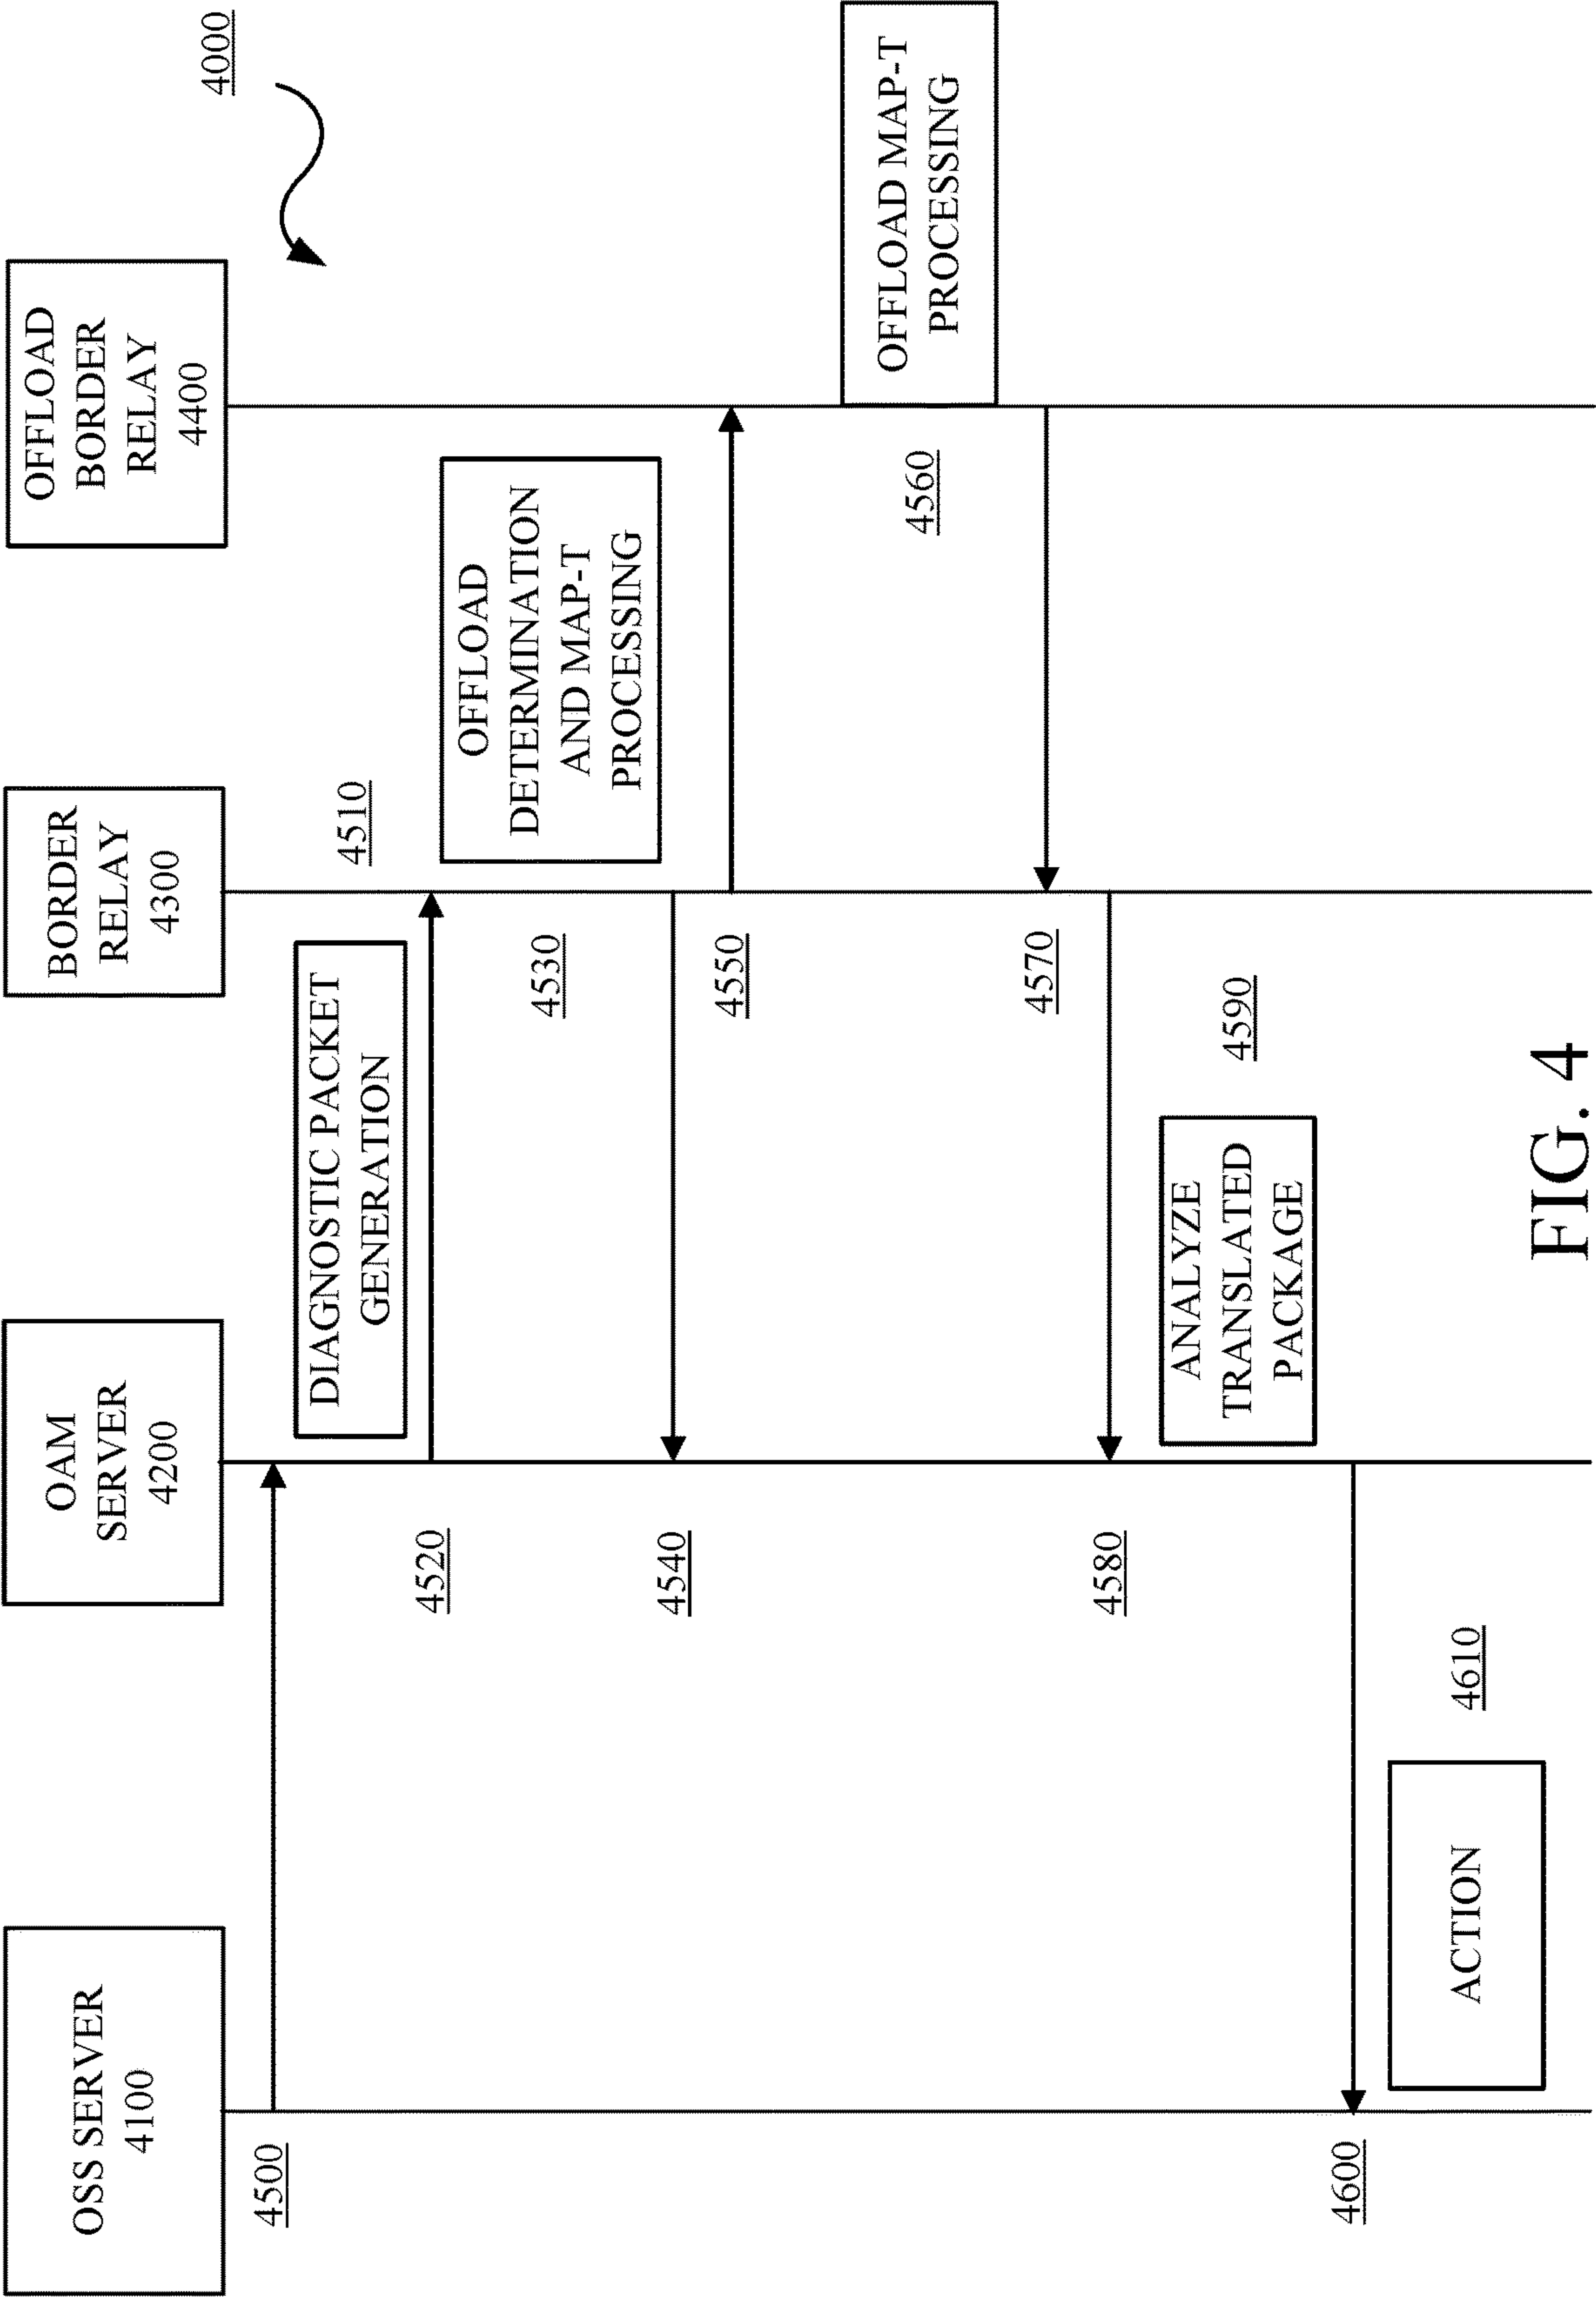 OSS SERVER
4100
OAM
SERVER
4200
BORDER
RELAY
4300
OFFLOAD
BORDER
RELAY
4400
4000
4500
DIAGNOSTIC PACKET
GENERATION
4510
4520
OFFLOAD
DETERMINATION
AND MAP-T
PROCESSING
4530
4540
4550
OFFLOAD MAP-T
PROCESSING
4560
4570
4580
ANALYZE
TRANSLATED
PACKAGE
4590
4600
ACTION
4610
FIG. 4